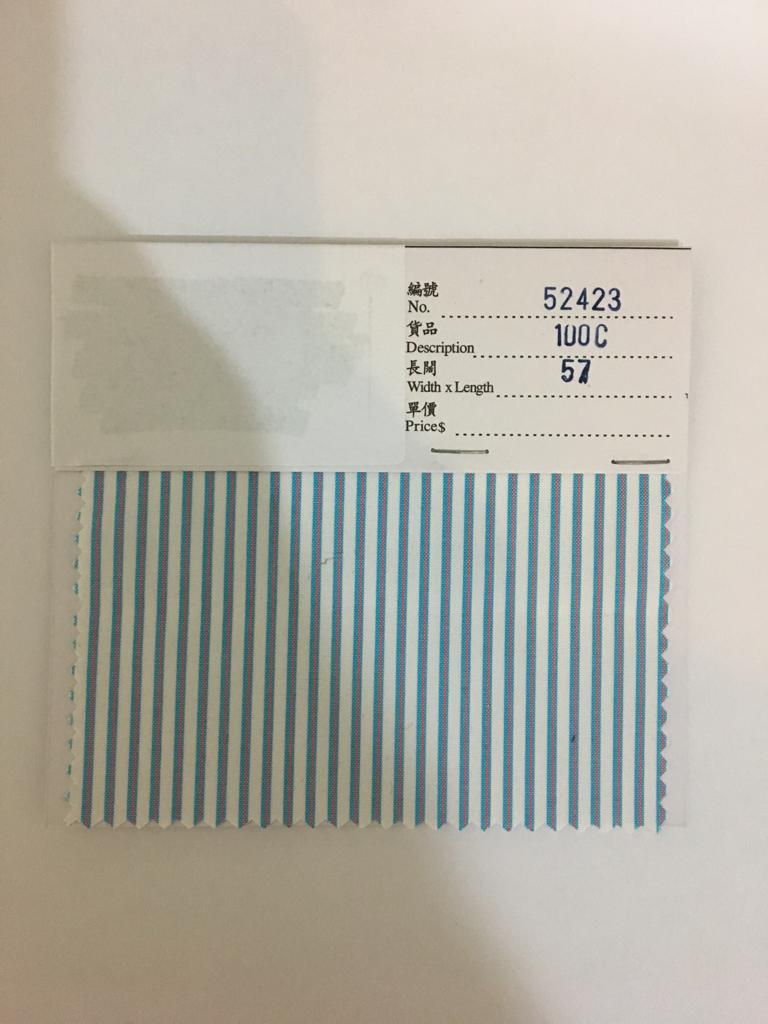 編號
No. 52423
貨品 100C
Description
長闊 57
Width x Length
單價
Price$